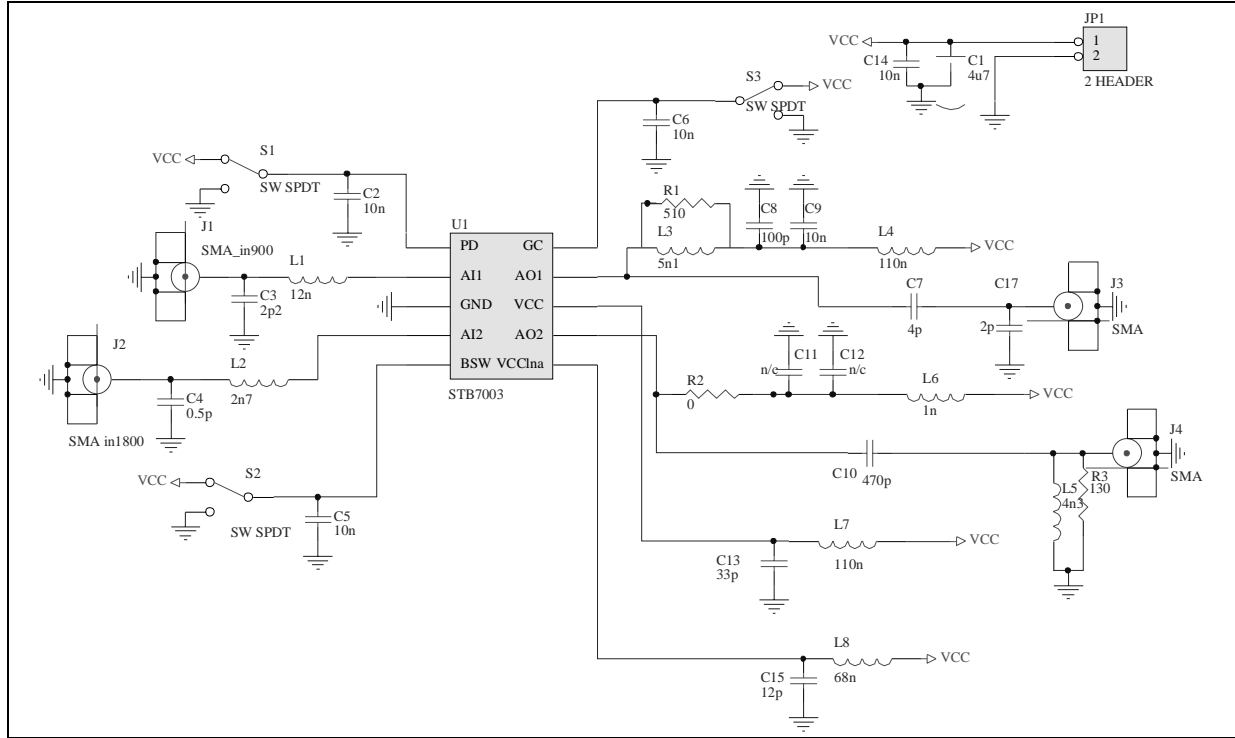 JP1
VCC
1
2
C14
10n
C1
4u7
2 HEADER
S3
VCC
SW SPDT
C6
10n
VCC
S1
SW SPDT
C2
10n
J1
SMA_in900
L1
12n
C3
2p2
U1
PD
GC
AI1
AO1
GND
VCC
AI2
AO2
BSW
VCClna
STB7003
R1
510
L3
5n1
C8
100p
C9
10n
L4
110n
VCC
C7
4p
C17
2p
J3
SMA
J2
L2
2n7
C4
0.5p
SMA in1800
C11
n/c
C12
n/c
R2
0
L6
1n
VCC
C10
470p
J4
SMA
L5
4n3
R3
130
VCC
S2
SW SPDT
C5
10n
C13
33p
L7
110n
VCC
L8
68n
VCC
C15
12p